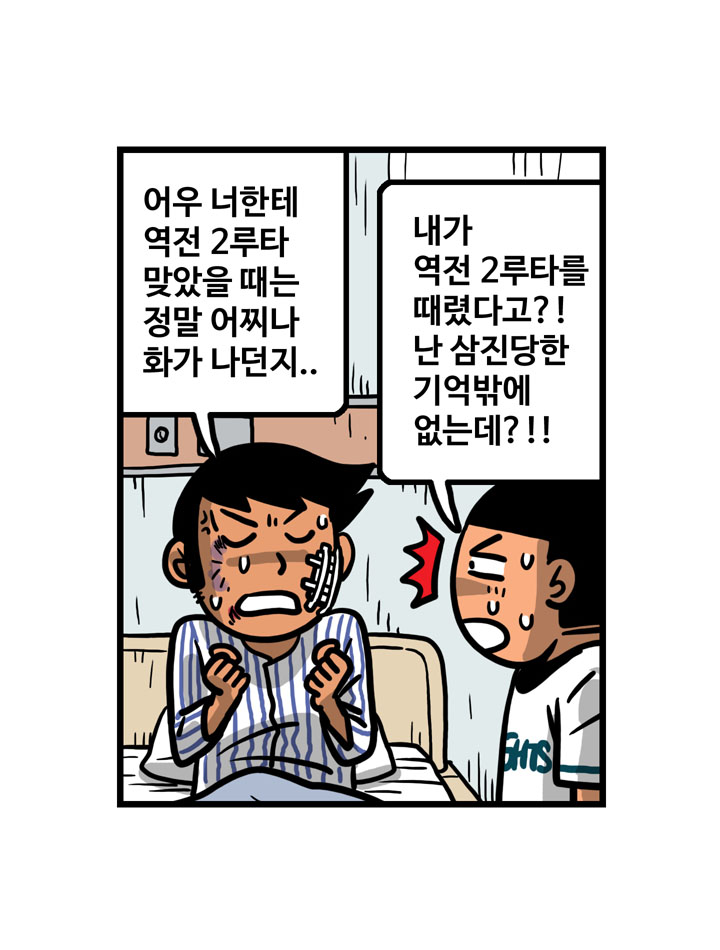 어우 너한테
역전 2루타
맞았을 때는
정말 어찌나
화가 나던지..
내가
역전 2루타를
때렸다고?!
난 삼진당한
기억밖에
없는데?!!
GHTS